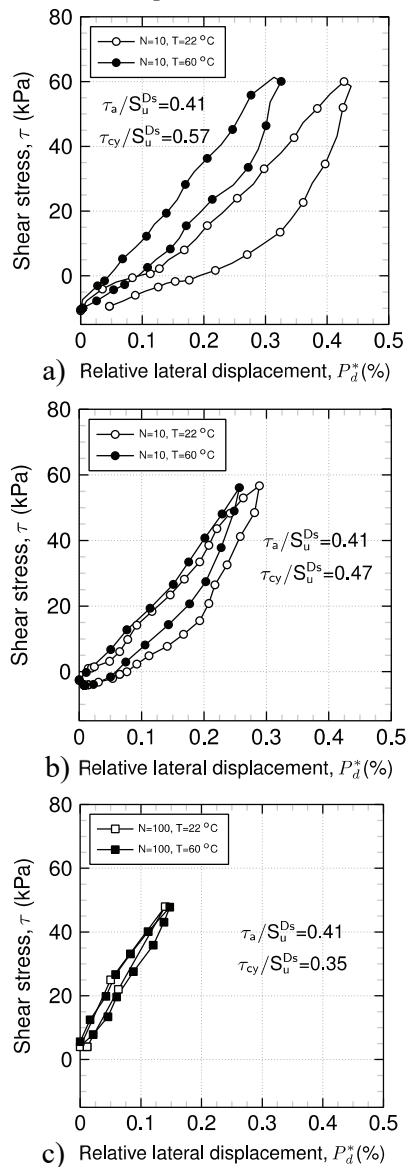 80
N=10, T=22 °C
N=10, T=60 °C
60
τa/SuDs=0.41
τcy/SuDs=0.57
40
20
0
Shear stress, τ (kPa)
0 0.1 0.2 0.3 0.4 0.5
a) Relative lateral displacement, Pd*(%)
80
N=10, T=22 °C
N=10, T=60 °C
60
40
τa/SuDs=0.41
τcy/SuDs=0.47
20
0
Shear stress, τ (kPa)
0 0.1 0.2 0.3 0.4 0.5
b) Relative lateral displacement, Pd*(%)
80
N=100, T=22 °C
N=100, T=60 °C
60
40
τa/SuDs=0.41
τcy/SuDs=0.35
20
0
Shear stress, τ (kPa)
0 0.1 0.2 0.3 0.4 0.5
c) Relative lateral displacement, Pd*(%)